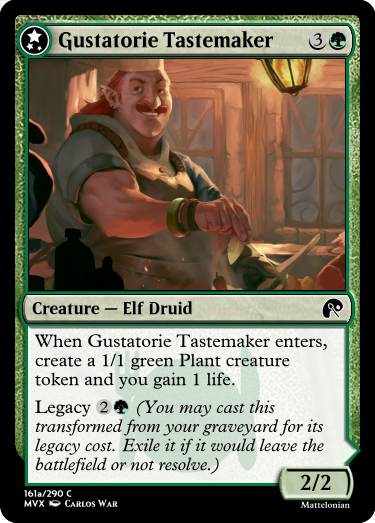 Gustatorie Tastemaker 3
Creature — Elf Druid
When Gustatorie Tastemaker enters,
create a 1/1 green Plant creature
token and you gain 1 life.
Legacy 2 (You may cast this
transformed from your graveyard for its
legacy cost. Exile it if it would leave the
battlefield or not resolve.)
2/2
161a/290 C
MVX Carlos War
Mattelonian